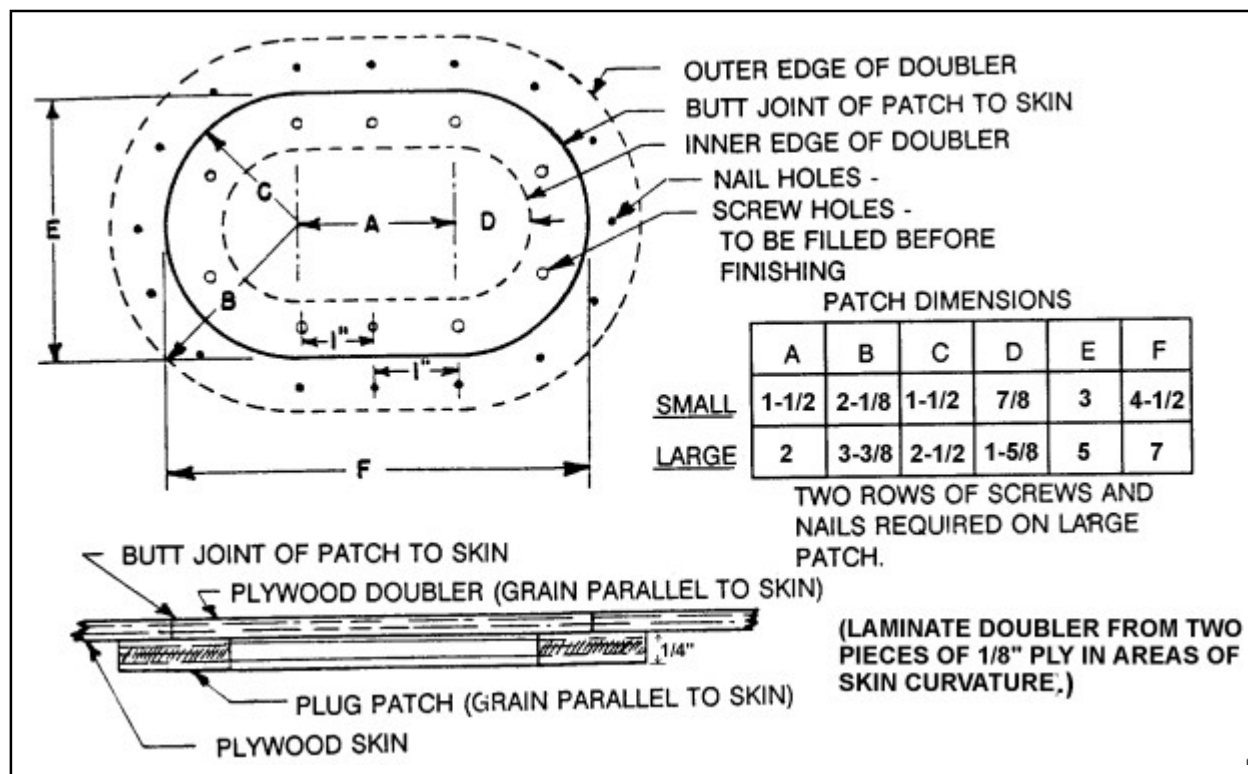 OUTER EDGE OF DOUBLER
BUTT JOINT OF PATCH TO SKIN
INNER EDGE OF DOUBLER
NAIL HOLES -
SCREW HOLES -
TO BE FILLED BEFORE
FINISHING
E
C
A
D
B
1"
1"
F
PATCH DIMENSIONS
A B C D E F
SMALL 1-1/2 2-1/8 1-1/2 7/8 3 4-1/2
LARGE 2 3-3/8 2-1/2 1-5/8 5 7
TWO ROWS OF SCREWS AND
NAILS REQUIRED ON LARGE
PATCH.
BUTT JOINT OF PATCH TO SKIN
PLYWOOD DOUBLER (GRAIN PARALLEL TO SKIN)
1/4"
PLUG PATCH (GRAIN PARALLEL TO SKIN)
PLYWOOD SKIN
(LAMINATE DOUBLER FROM TWO
PIECES OF 1/8" PLY IN AREAS OF
SKIN CURVATURE.)